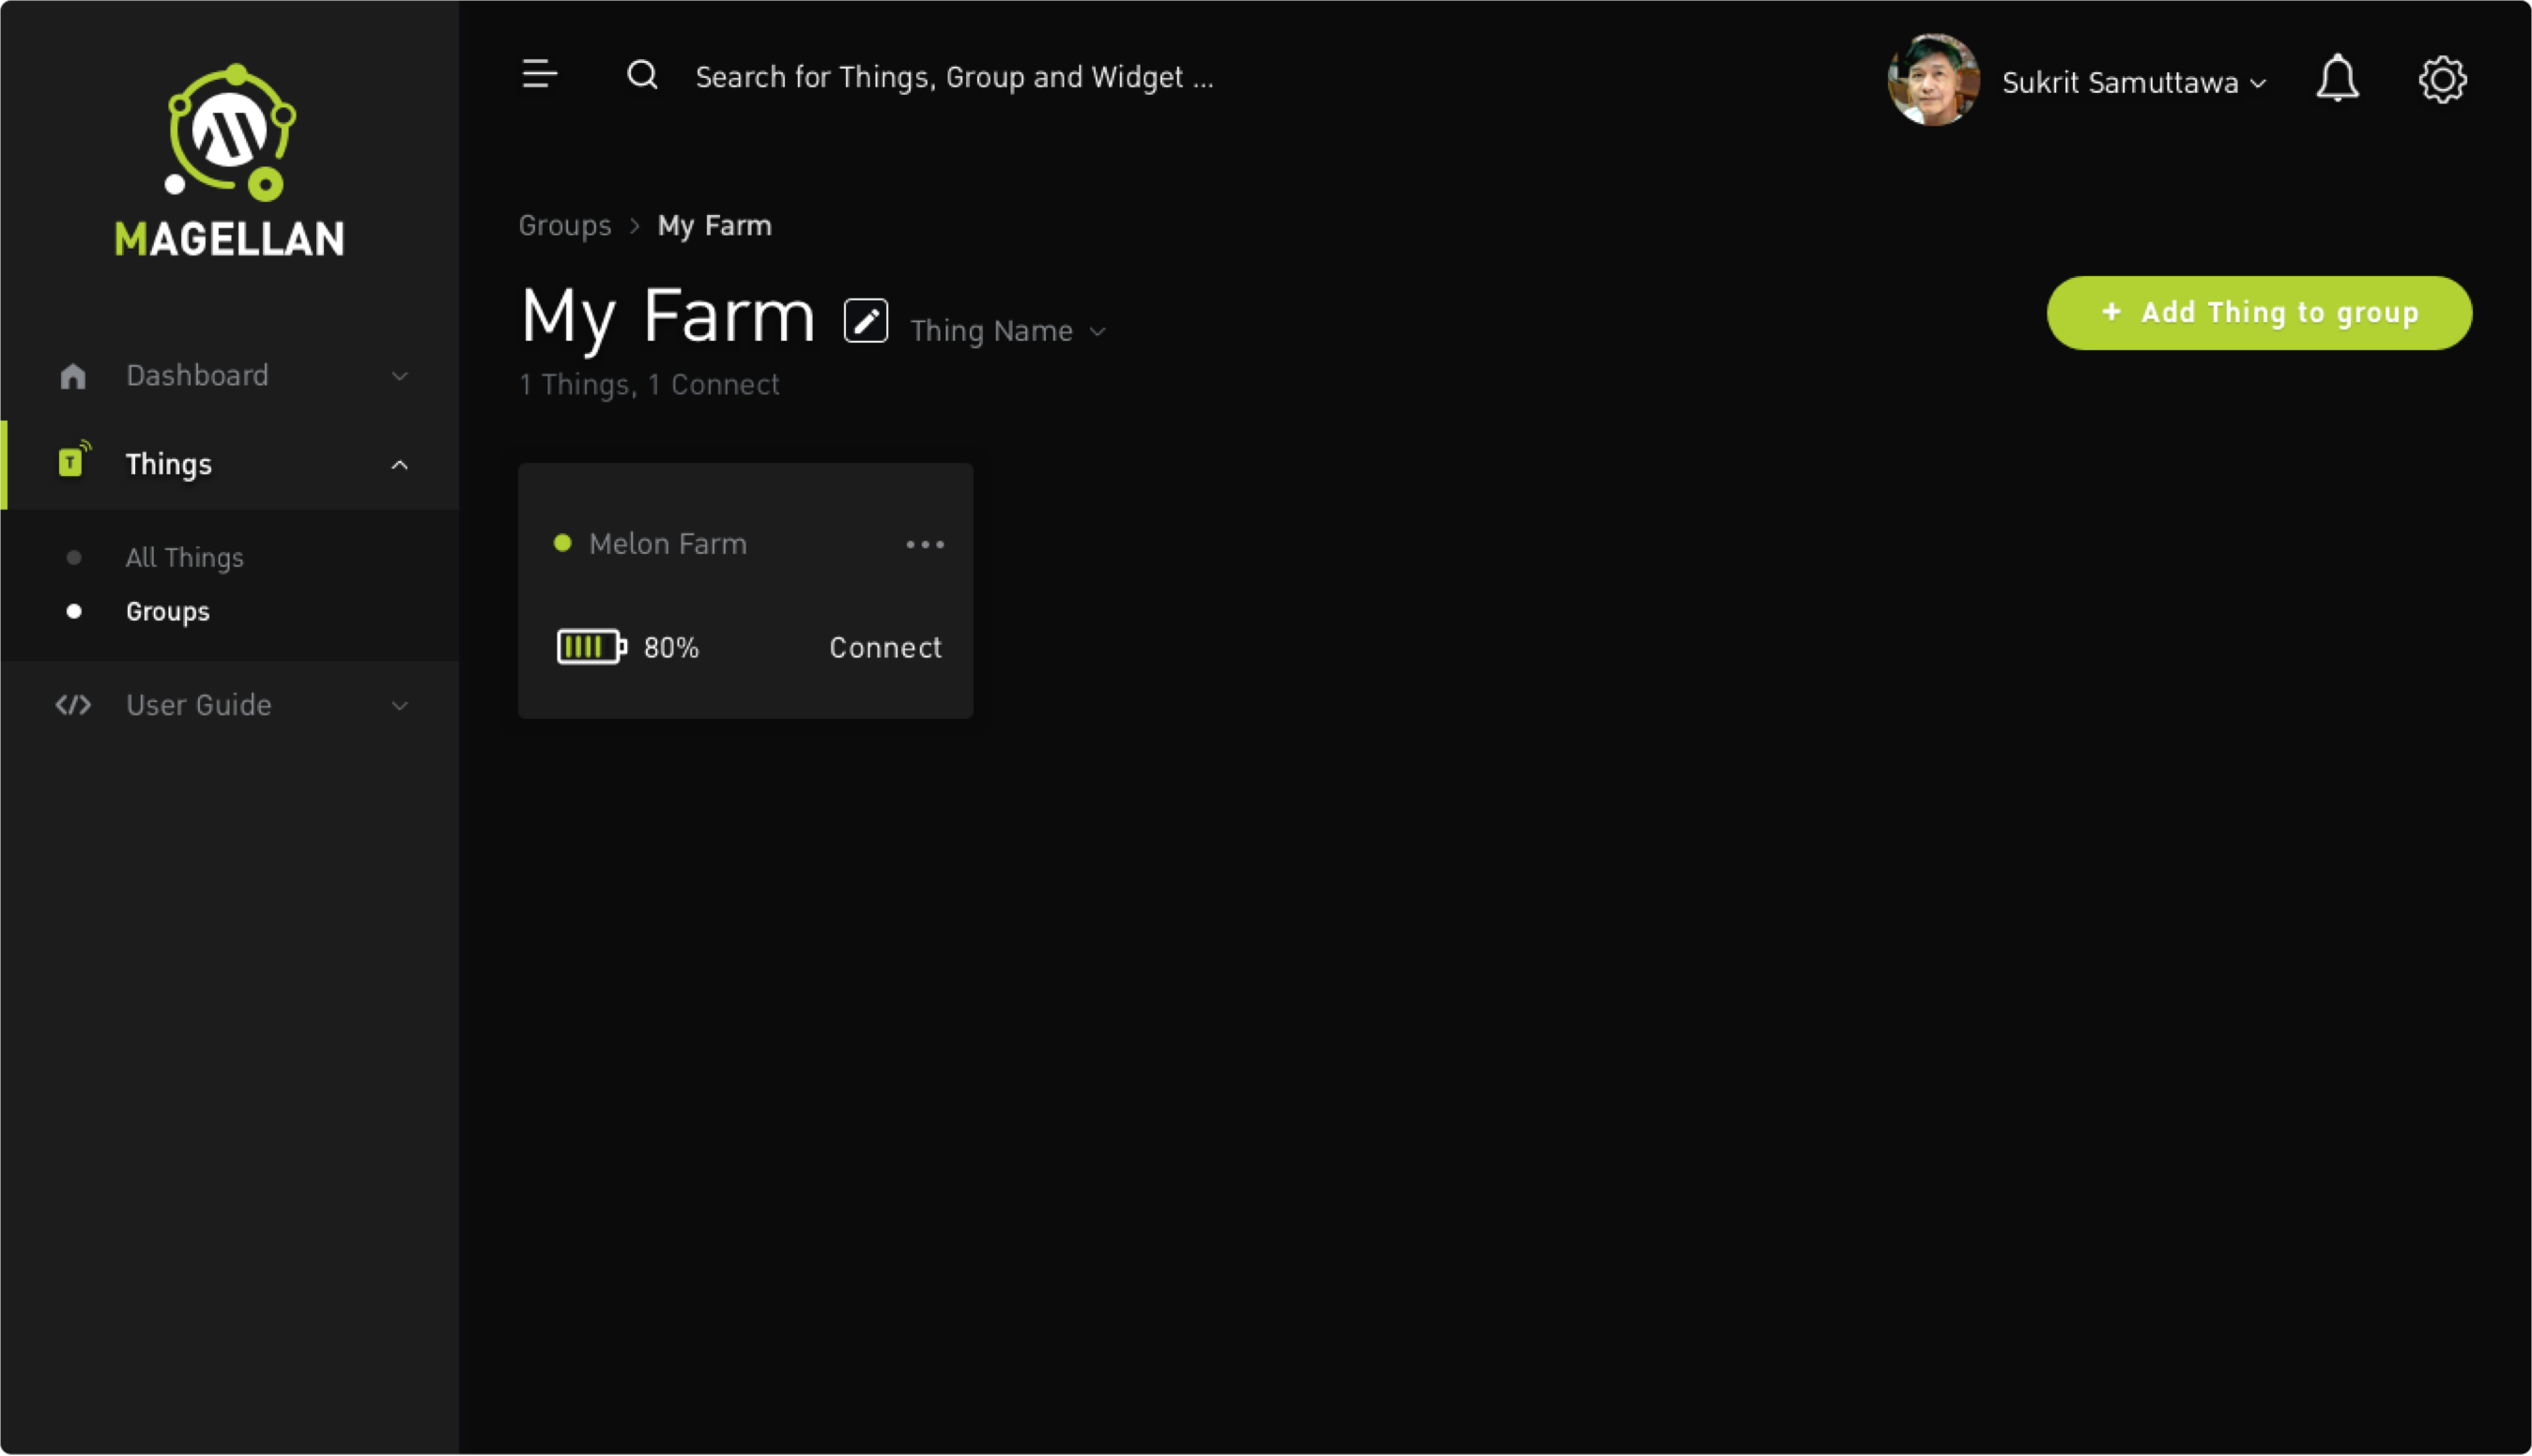 MAGELLAN
Dashboard
Things
T
All Things
Groups
User Guide
Search for Things, Group and Widget ...
Sukrit Samuttawa
Groups > My Farm
My Farm
Thing Name
+ Add Thing to group
1 Things, 1 Connect
Melon Farm
80%
Connect